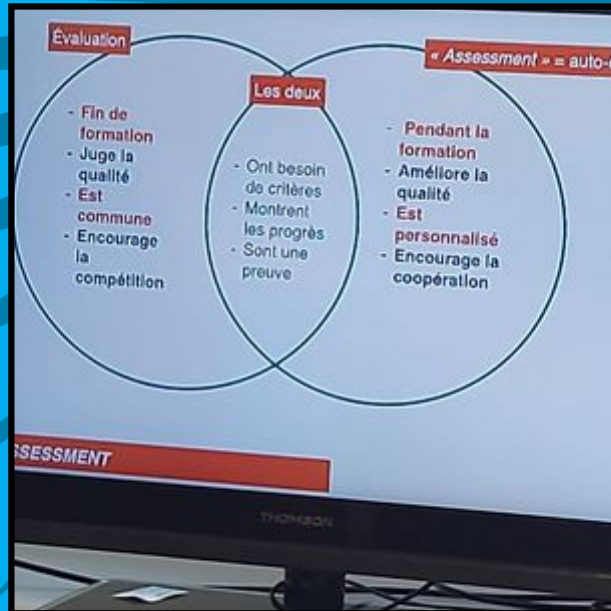 Évaluation
« Assessment » = auto-
Les deux
- Fin de
formation
- Juge la
qualité
- Est
commune
- Encourage
la
compétition
- Ont besoin
de critères
- Montrent
les progrès
- Sont une
preuve
- Pendant la
formation
- Améliore la
qualité
- Est
personnalisé
- Encourage la
coopération
SSESSMENT
THOMSON